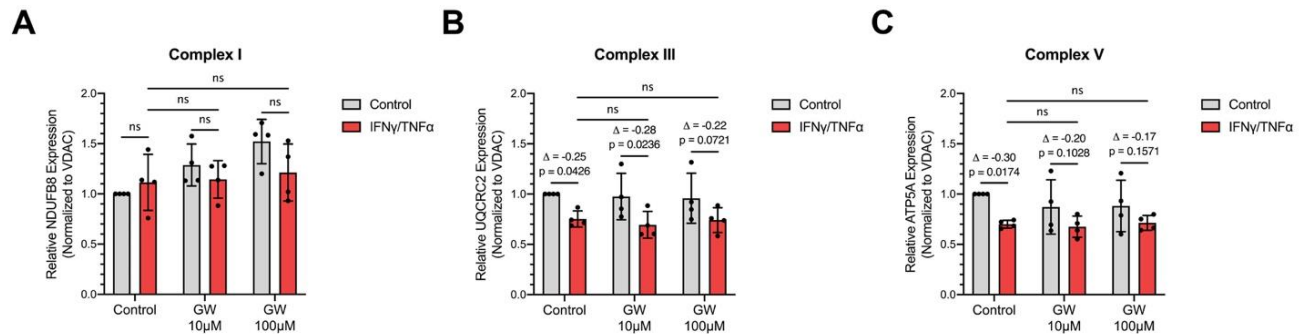 A
Complex I
ns
ns
ns
ns
ns
Relative NDUFB8 Expression
(Normalized to VDAC)
2.0
1.5
1.0
0.5
0.0
Control
GW
10μM
GW
100μM
Control
IFNγ/TNFα
B
Complex III
ns
ns
Δ = -0.25
p = 0.0426
Δ = -0.28
p = 0.0236
Δ = -0.22
p = 0.0721
Relative UQCRC2 Expression
(Normalized to VDAC)
2.0
1.5
1.0
0.5
0.0
Control
GW
10μM
GW
100μM
Control
IFNγ/TNFα
C
Complex V
ns
ns
Δ = -0.30
p = 0.0174
Δ = -0.20
p = 0.1028
Δ = -0.17
p = 0.1571
Relative ATP5A Expression
(Normalized to VDAC)
2.0
1.5
1.0
0.5
0.0
Control
GW
10μM
GW
100μM
Control
IFNγ/TNFα